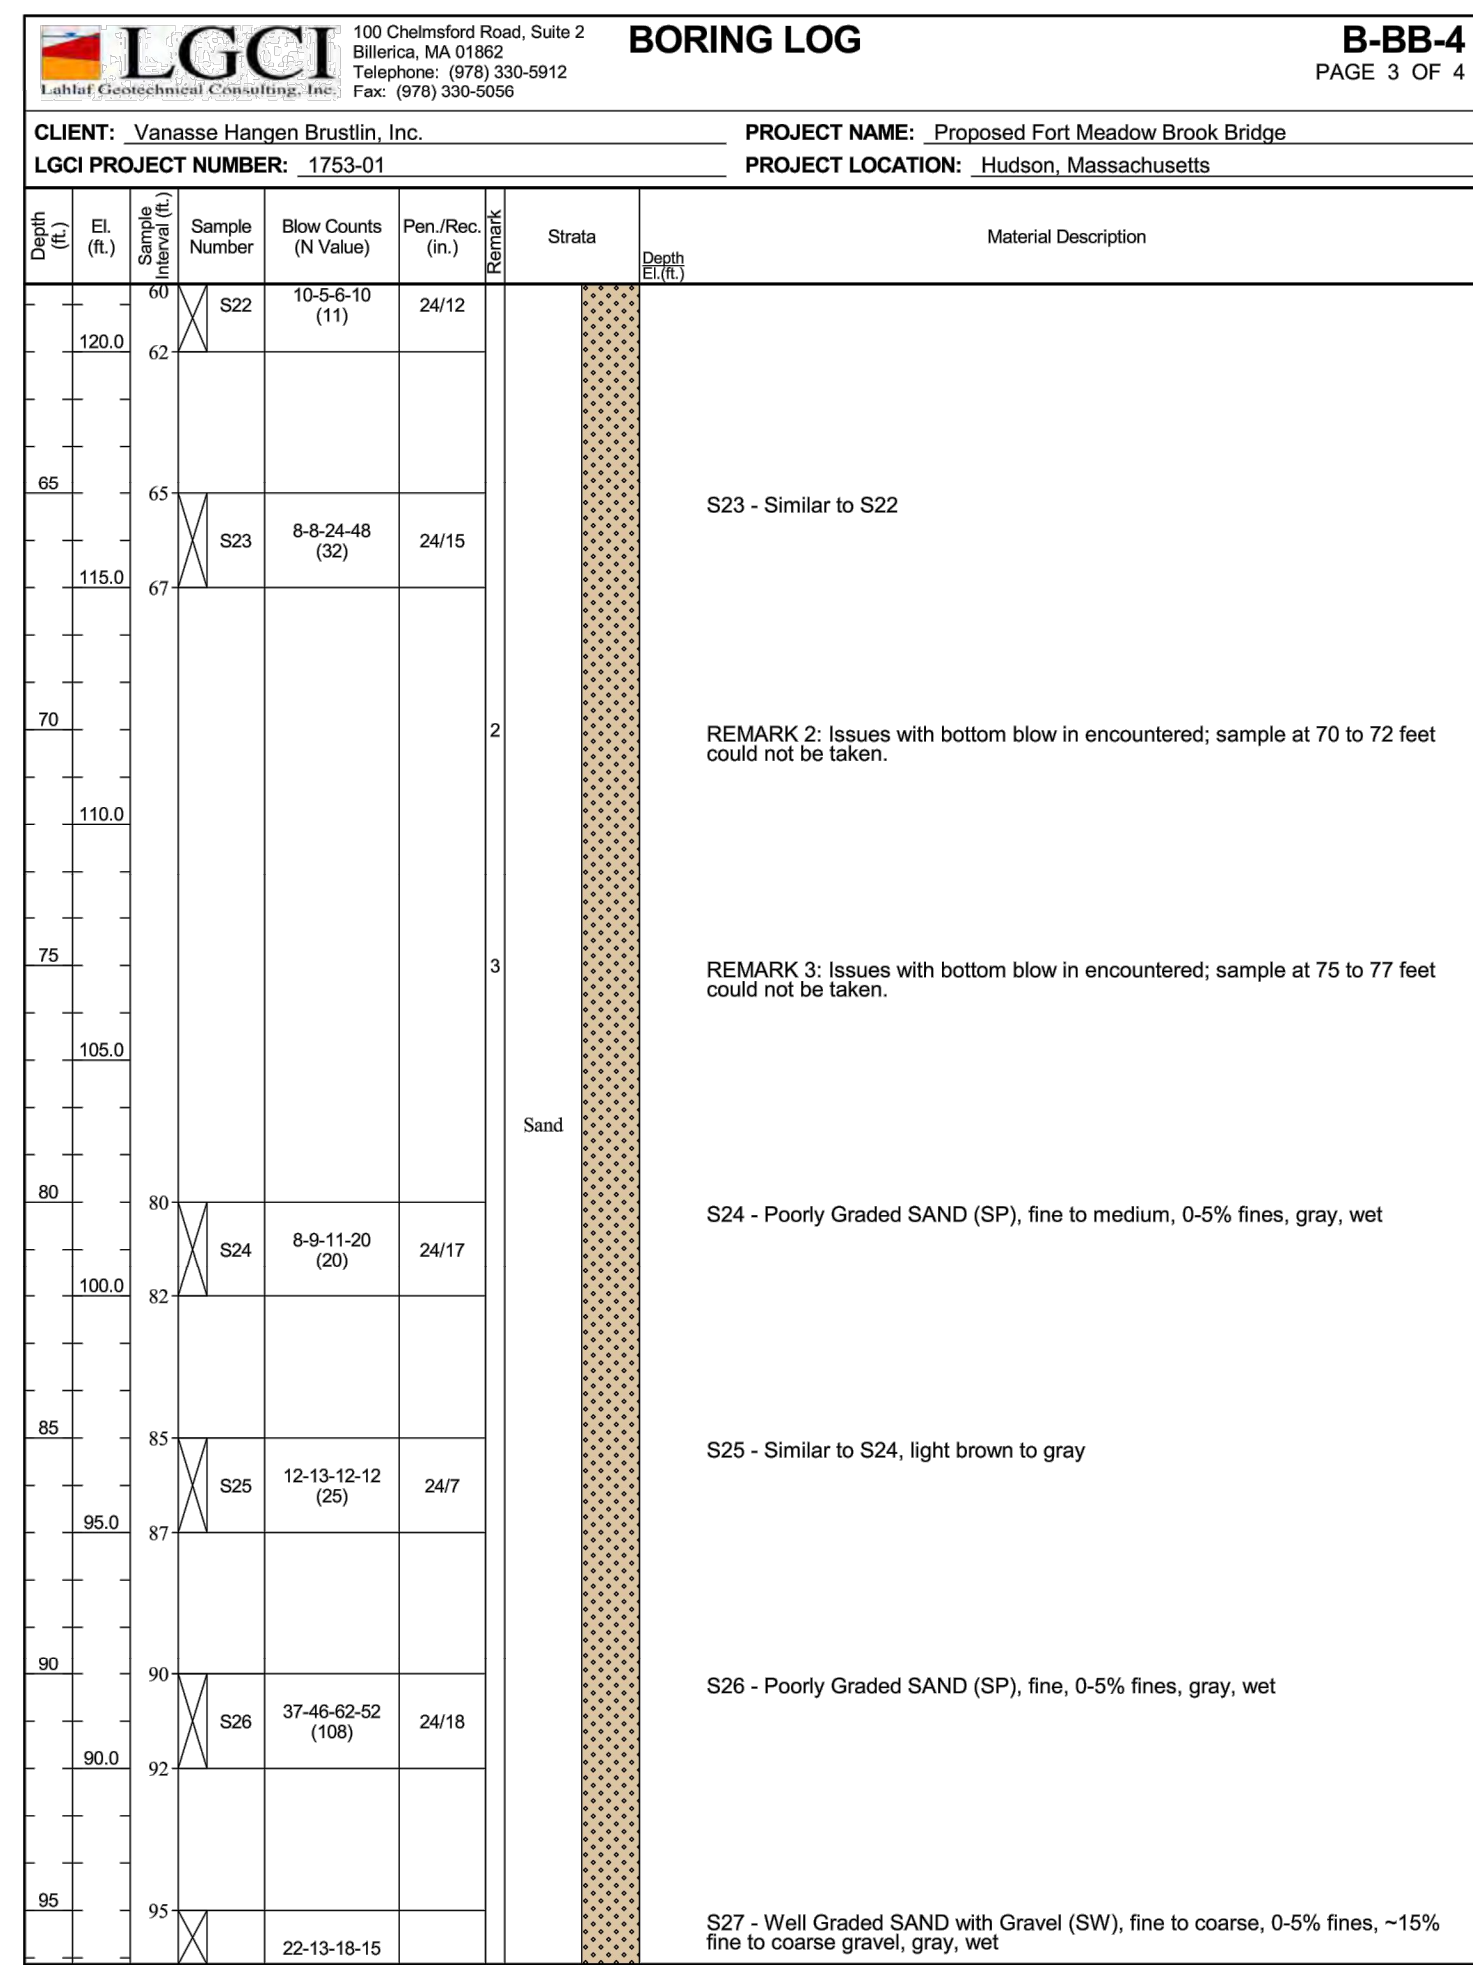 LGCI
Lahlaf Geotechnical Consulting, Inc.
100 Chelmsford Road, Suite 2
Billerica, MA 01862
Telephone: (978) 330-5912
Fax: (978) 330-5056
BORING LOG
B-BB-4
PAGE 3 OF 4
CLIENT: Vanasse Hangen Brustlin, Inc.
PROJECT NAME: Proposed Fort Meadow Brook Bridge
LGCI PROJECT NUMBER: 1753-01
PROJECT LOCATION: Hudson, Massachusetts
Depth (ft.)
El. (ft.)
Sample Interval (ft.)
Sample Number
Blow Counts (N Value)
Pen./Rec. (in.)
Remark
Strata
Depth
El.(ft.)
Material Description
60
S22
10-5-6-10
(11)
24/12
120.0
62
65
65
S23 - Similar to S22
S23
8-8-24-48
(32)
24/15
115.0
67
70
2
REMARK 2: Issues with bottom blow in encountered; sample at 70 to 72 feet
could not be taken.
110.0
75
3
REMARK 3: Issues with bottom blow in encountered; sample at 75 to 77 feet
could not be taken.
105.0
Sand
80
80
S24 - Poorly Graded SAND (SP), fine to medium, 0-5% fines, gray, wet
S24
8-9-11-20
(20)
24/17
100.0
82
85
85
S25 - Similar to S24, light brown to gray
S25
12-13-12-12
(25)
24/7
95.0
87
90
90
S26 - Poorly Graded SAND (SP), fine, 0-5% fines, gray, wet
S26
37-46-62-52
(108)
24/18
90.0
92
95
95
S27 - Well Graded SAND with Gravel (SW), fine to coarse, 0-5% fines, ~15%
fine to coarse gravel, gray, wet
22-13-18-15